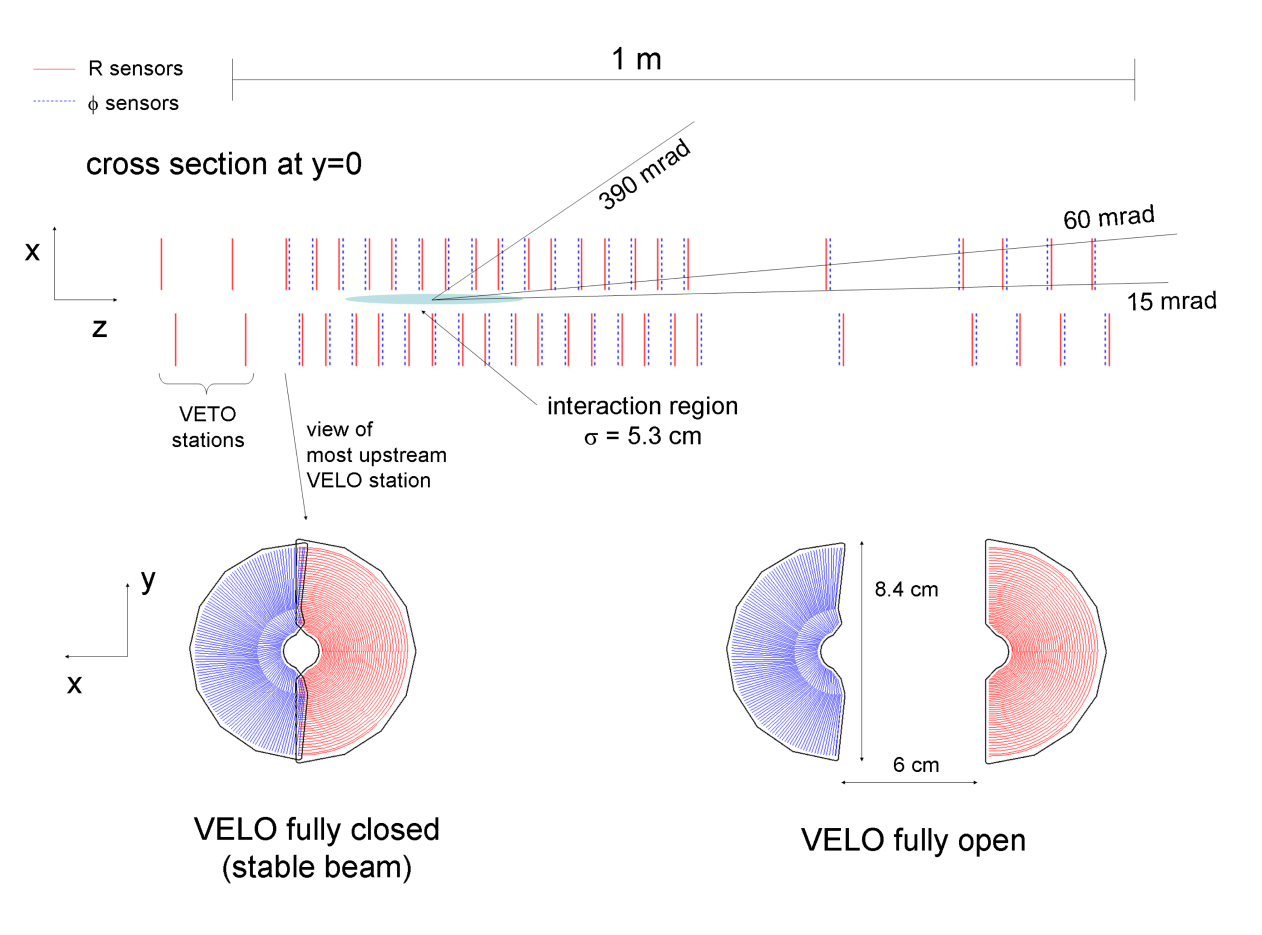 1 m
R sensors
ϕ sensors
cross section at y=0
390 mrad
60 mrad
15 mrad
x
z
VETO
stations
interaction region
σ = 5.3 cm
view of
most upstream
VELO station
y
x
8.4 cm
6 cm
VELO fully closed
(stable beam)
VELO fully open